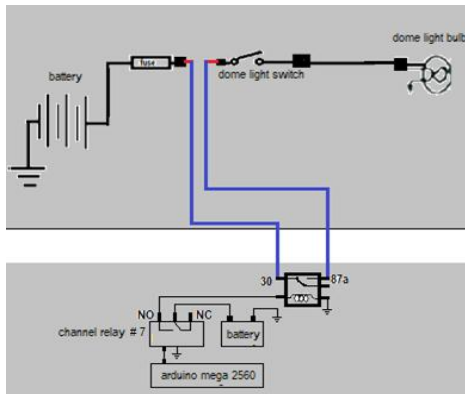 dome light bulb
fuse
battery
dome light switch
30
87a
NO
NC
channel relay # 7
battery
arduino mega 2560